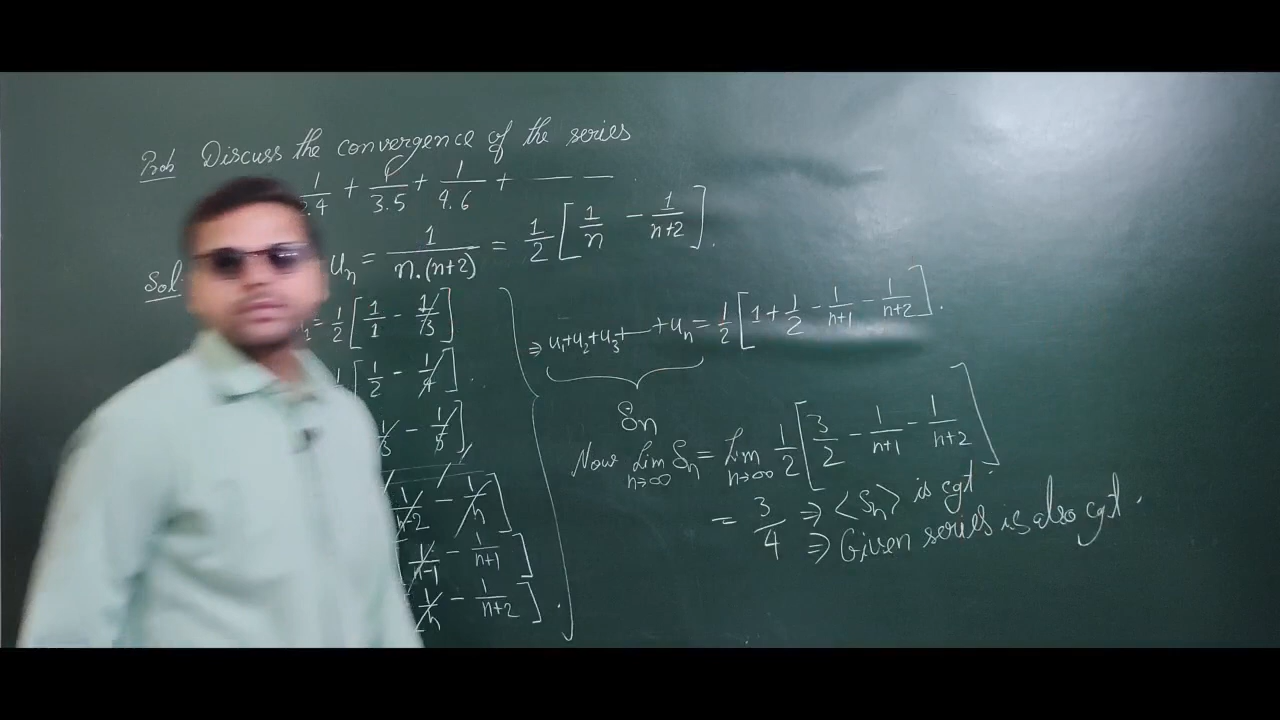 Prob Discuss the convergence of the series
1/2.4 + 1/3.5 + 1/4.6 + ------ .
Sol uₙ = 1/n.(n+2) = 1/2 [1/n - 1/n+2].
= 1/2 [1/1 - 1/3]
[1/2 - 1/4].
1/3 - 1/5]
1/n-2 - 1/n]
1/n-1 - 1/n+1]
1/n - 1/n+2].
⇒ u₁+u₂+u₃+—+uₙ = 1/2 [1 + 1/2 - 1/n+1 - 1/n+2].
Sₙ
Now Lim n→∞ Sₙ = Lim n→∞ 1/2 [3/2 - 1/n+1 - 1/n+2]
= 3/4 ⇒ <Sₙ> is cgt.
⇒ Given series is also cgt.